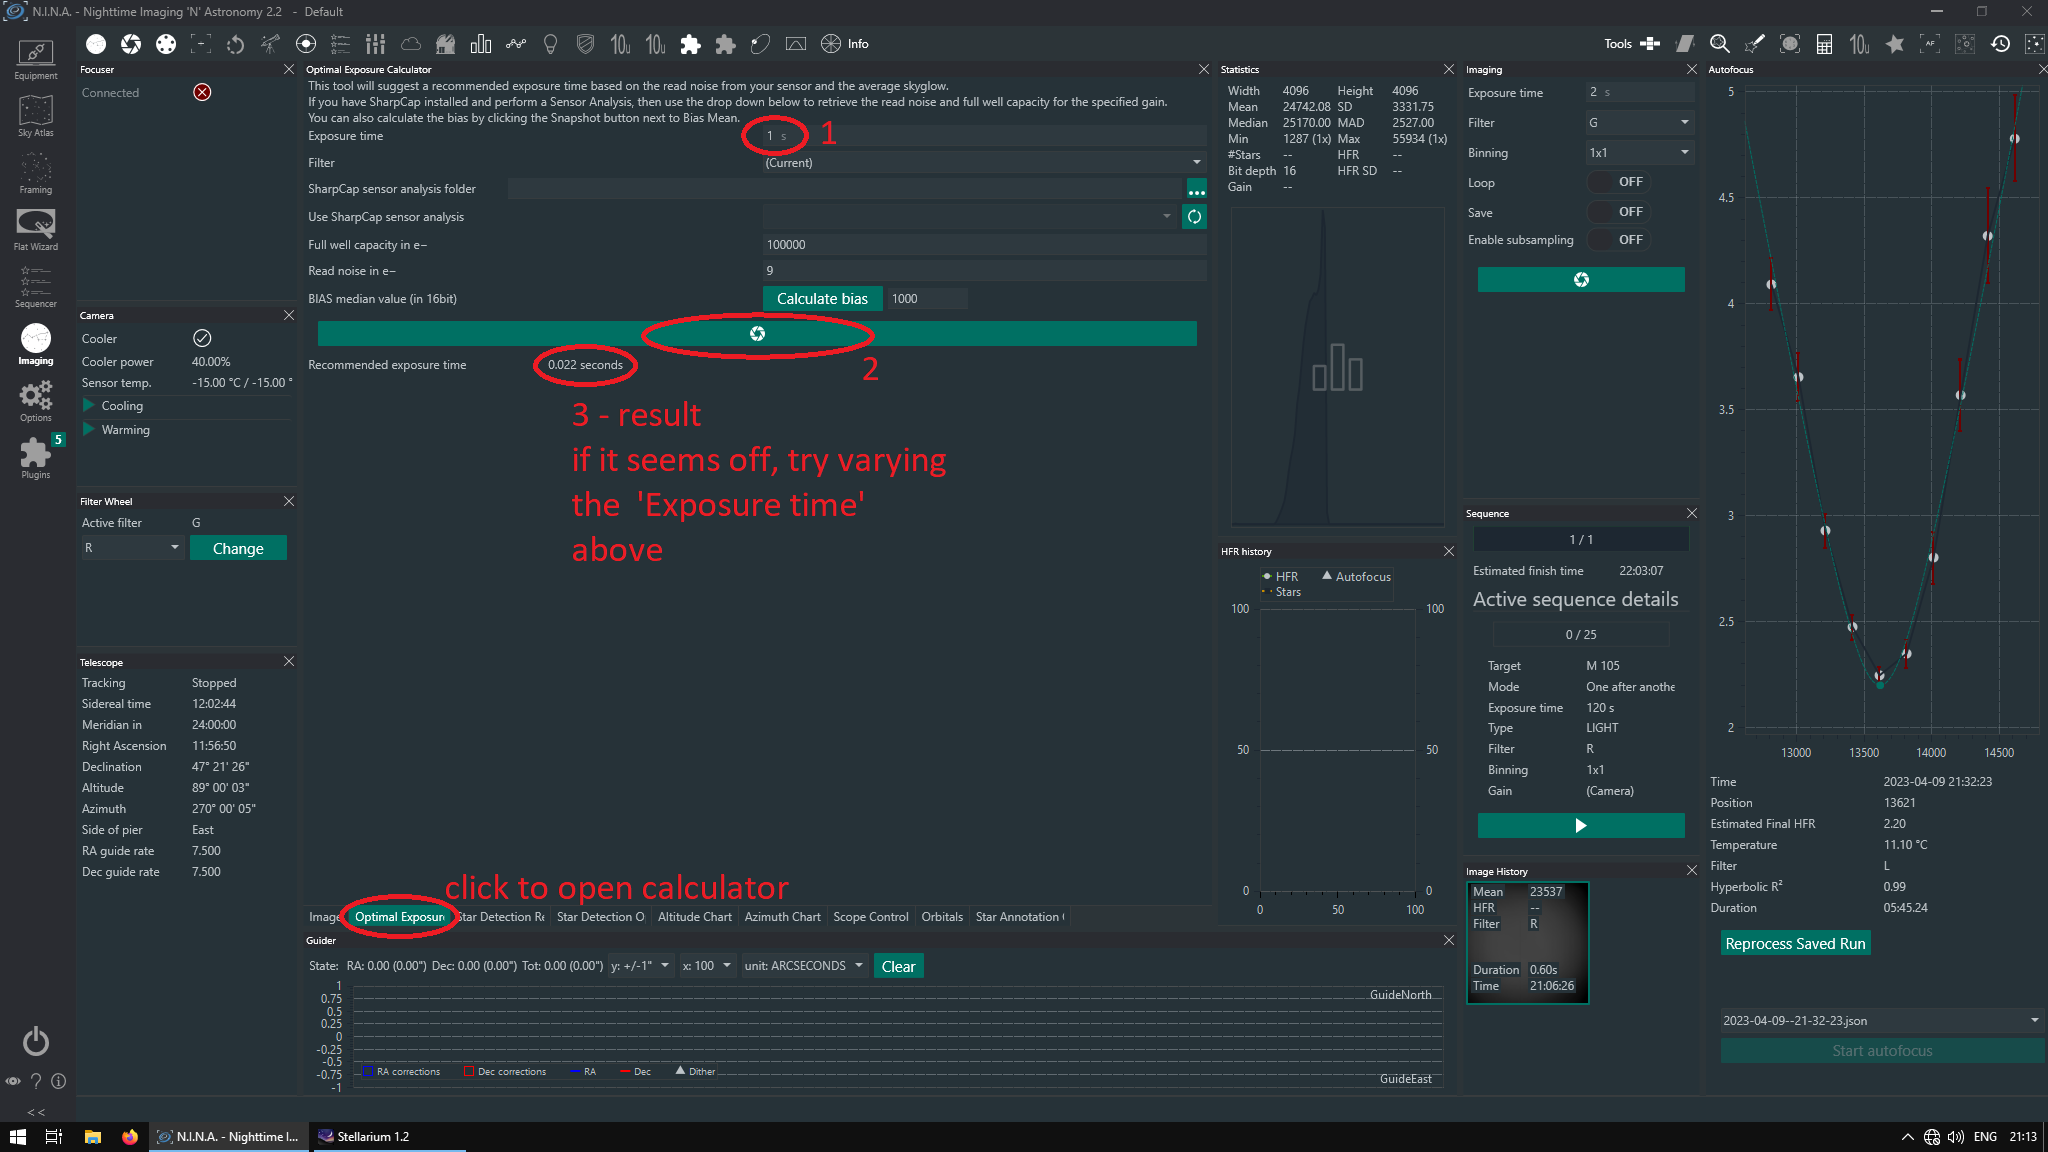 N.I.N.A. - Nighttime Imaging 'N' Astronomy 2.2 - Default
Info
Tools
Equipment
Sky Atlas
Framing
Flat Wizard
Sequencer
Imaging
Options
5
Plugins
Focuser
Connected
Camera
Cooler
Cooler power 40.00%
Sensor temp. -15.00 °C / -15.00 °
Cooling
Warming
Filter Wheel
Active filter G
R Change
Telescope
Tracking Stopped
Sidereal time 12:02:44
Meridian in 24:00:00
Right Ascension 11:56:50
Declination 47° 21' 26"
Altitude 89° 00' 03"
Azimuth 270° 00' 05"
Side of pier East
RA guide rate 7.500
Dec guide rate 7.500
Optimal Exposure Calculator
This tool will suggest a recommended exposure time based on the read noise from your sensor and the average skyglow.
If you have SharpCap installed and perform a Sensor Analysis, then use the drop down below to retrieve the read noise and full well capacity for the specified gain.
You can also calculate the bias by clicking the Snapshot button next to Bias Mean.
Exposure time 1 s
1
Filter (Current)
SharpCap sensor analysis folder ...
Use SharpCap sensor analysis
Full well capacity in e− 100000
Read noise in e− 9
BIAS median value (in 16bit) Calculate bias 1000
2
Recommended exposure time 0.022 seconds
3 - result
if it seems off, try varying
the 'Exposure time'
above
click to open calculator
Image Optimal Exposure Star Detection Re Star Detection O Altitude Chart Azimuth Chart Scope Control Orbitals Star Annotation
Guider
State: RA: 0.00 (0.00") Dec: 0.00 (0.00") Tot: 0.00 (0.00") y: +/-1" x: 100 unit: ARCSECONDS Clear
1
0.75
0.5
0.25
0
-0.25
-0.5
-0.75
-1
GuideNorth
GuideEast
RA corrections Dec corrections RA Dec Dither
Statistics
Width 4096 Height 4096
Mean 24742.08 SD 3331.75
Median 25170.00 MAD 2527.00
Min 1287 (1x) Max 55934 (1x)
#Stars -- HFR --
Bit depth 16 HFR SD --
Gain --
HFR history
HFR Autofocus
Stars
100 100
50 50
0 0
0 50 100
Imaging
Exposure time 2 s
Filter G
Binning 1x1
Loop OFF
Save OFF
Enable subsampling OFF
Sequence
1 / 1
Estimated finish time 22:03:07
Active sequence details
0 / 25
Target M 105
Mode One after anothe
Exposure time 120 s
Type LIGHT
Filter R
Binning 1x1
Gain (Camera)
Image History
Mean 23537
HFR --
Filter R
Duration 0.60s
Time 21:06:26
Autofocus
5
4.5
4
3.5
3
2.5
2
13000 13500 14000 14500
Time 2023-04-09 21:32:23
Position 13621
Estimated Final HFR 2.20
Temperature 11.10 °C
Filter L
Hyperbolic R² 0.99
Duration 05:45.24
Reprocess Saved Run
2023-04-09--21-32-23.json
Start autofocus
<<
N.I.N.A. - Nighttime I...
Stellarium 1.2
ENG 21:13